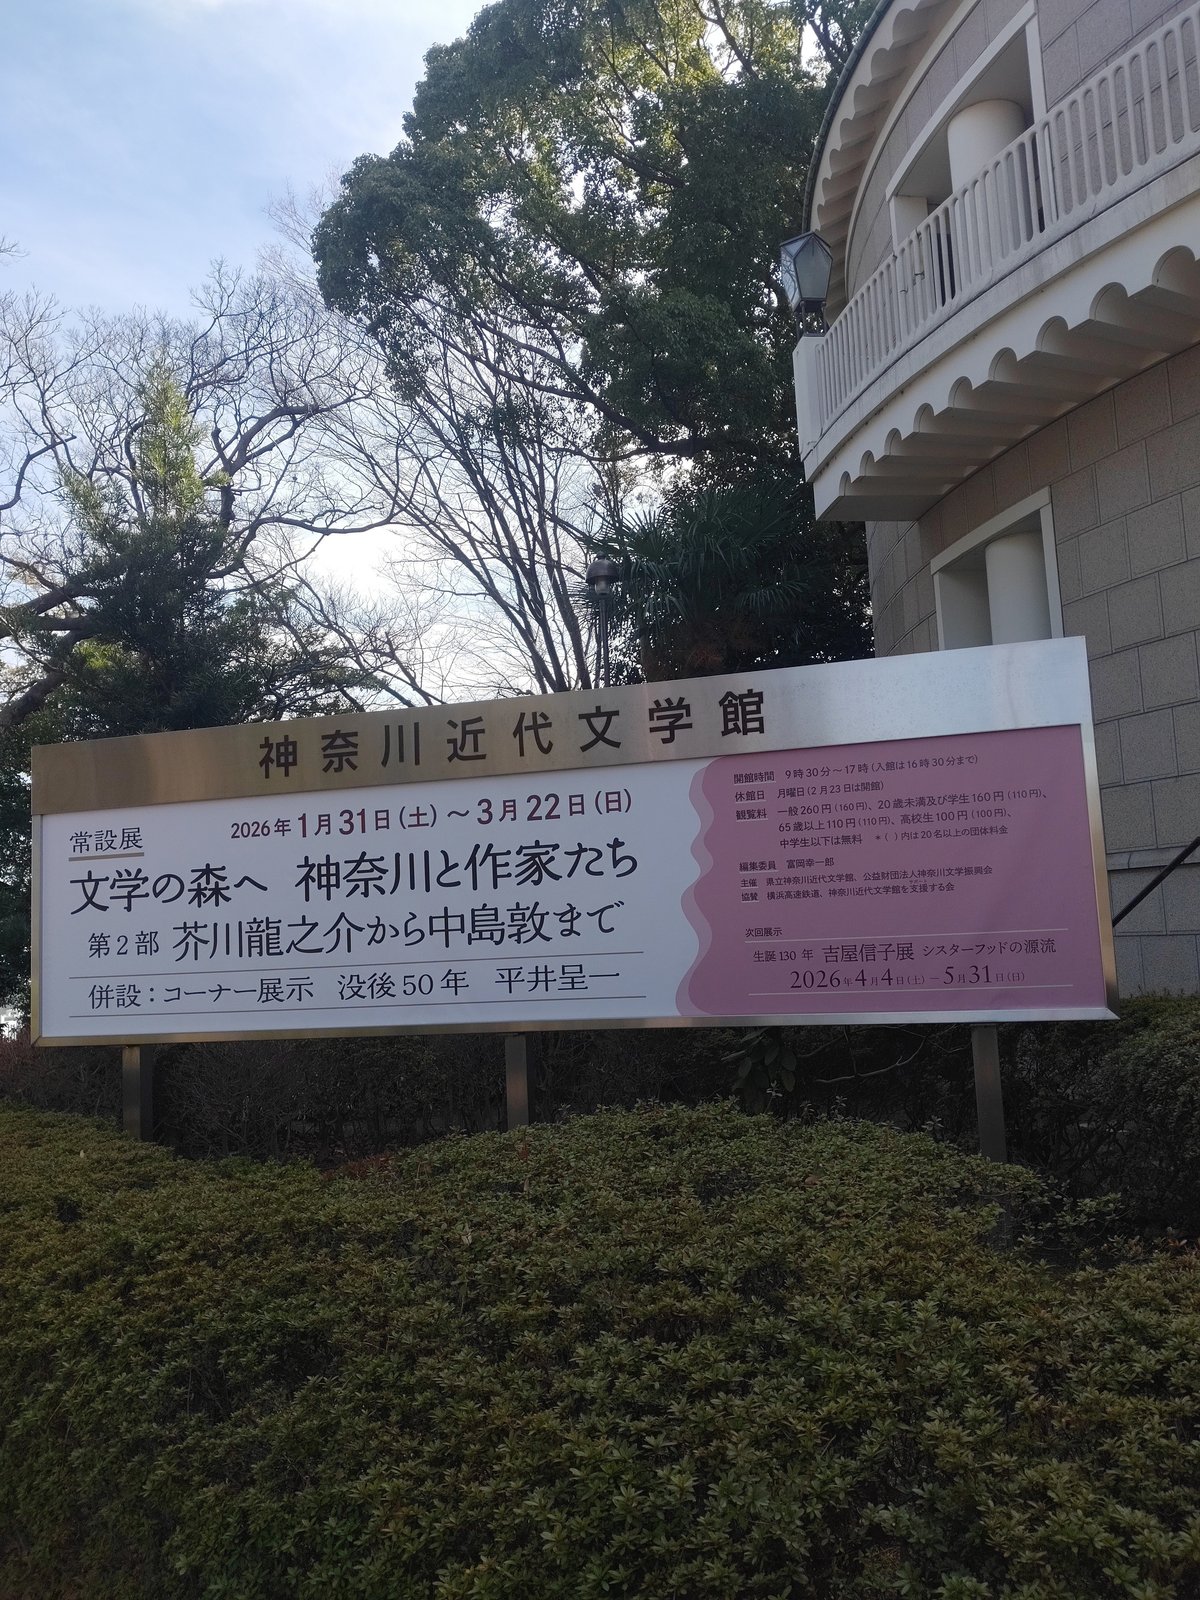 神奈川近代文学館
2026年1月31日(土)〜3月22日(日)
常設展
文学の森へ 神奈川と作家たち
第2部 芥川龍之介から中島敦まで
併設：コーナー展示 没後50年 平井呈一
開館時間 9時30分〜17時(入館は16時30分まで)
休館日 月曜日(2月23日は開館)
観覧料 一般260円(160円)、20歳未満及び学生160円(110円)、
65歳以上110円(110円)、高校生100円(100円)、
中学生以下は無料 *( )内は20名以上の団体料金
編集委員 富岡幸一郎
主催 県立神奈川近代文学館、公益財団法人神奈川文学振興会
協賛 横浜高速鉄道、神奈川近代文学館を支援する会
次回展示
生誕130年 吉屋信子展 シスターフッドの源流
2026年4月4日(土)－5月31日(日)